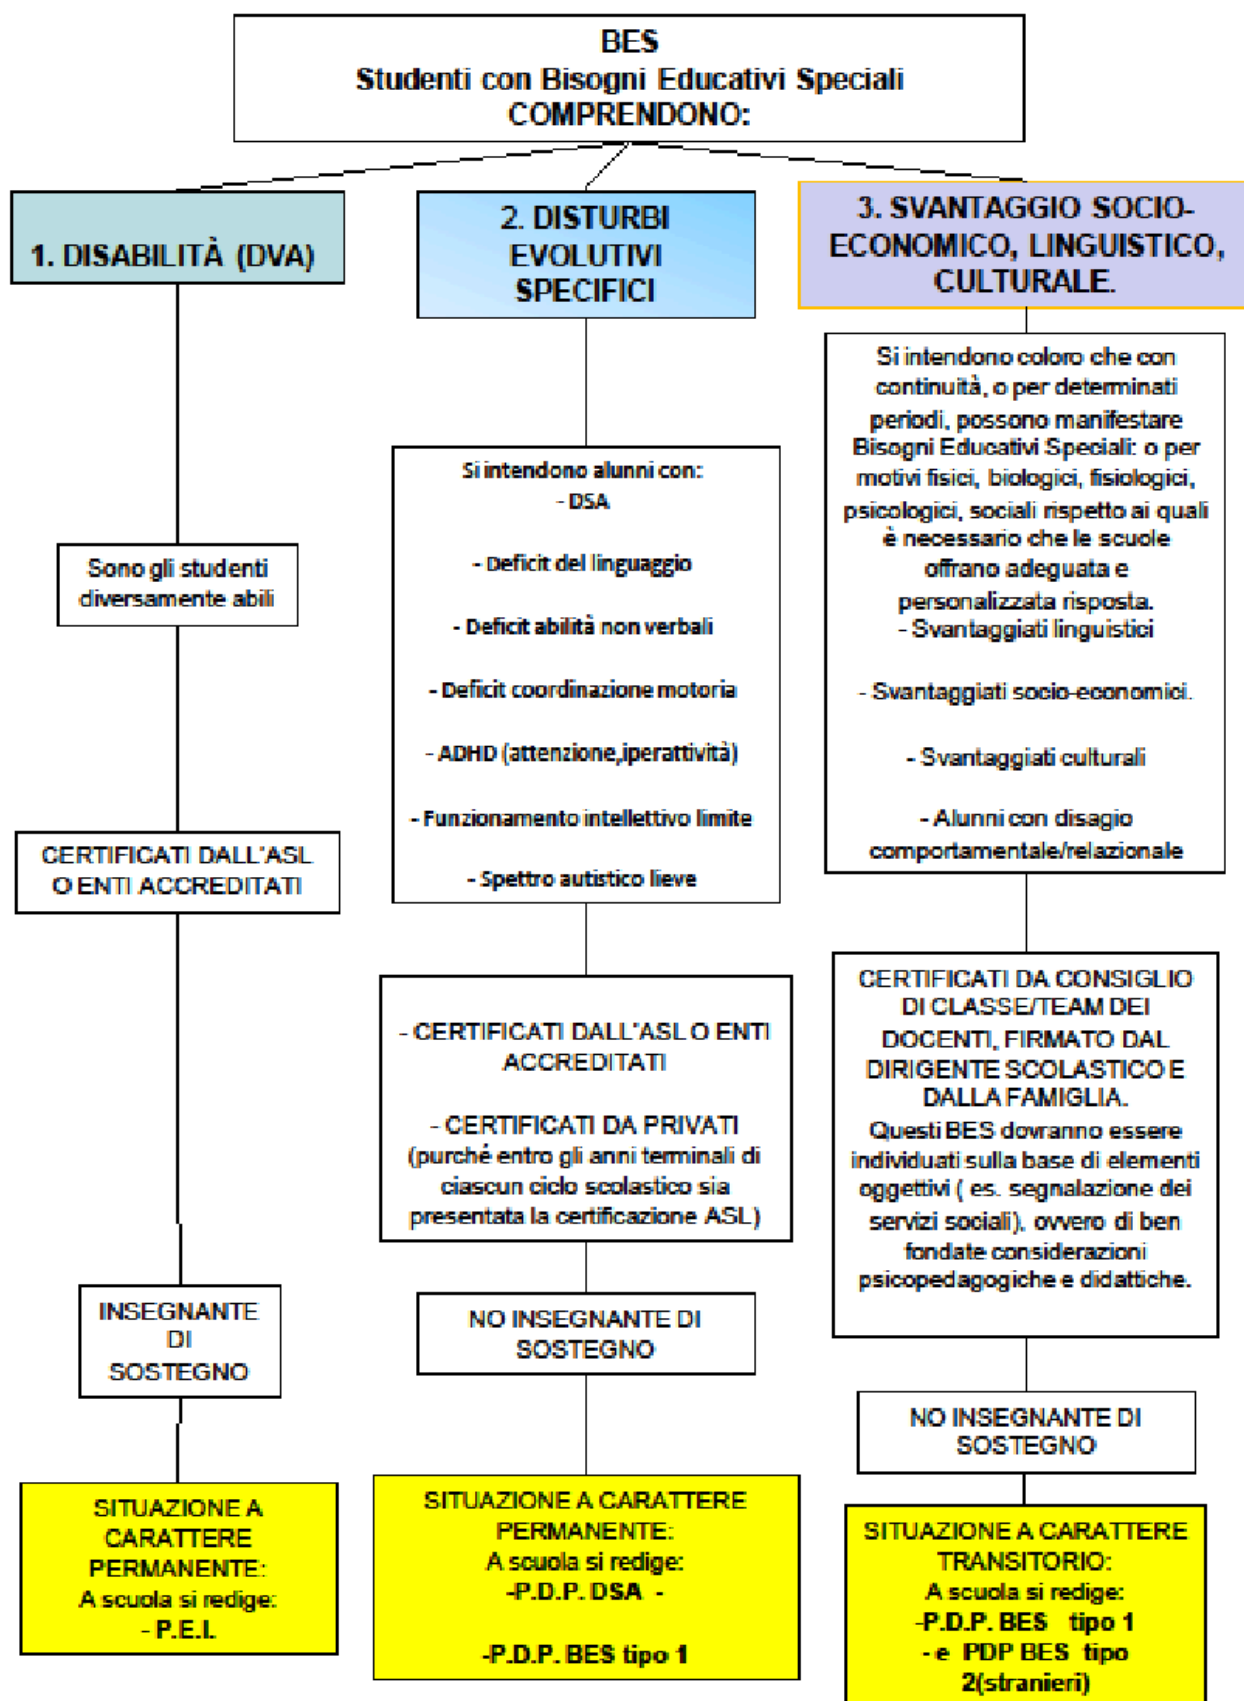 BES
Studenti con Bisogni Educativi Speciali
COMPRENDONO:
1. DISABILITÀ (DVA)
Sono gli studenti
diversamente abili
CERTIFICATI DALL'ASL
O ENTI ACCREDITATI
INSEGNANTE
DI
SOSTEGNO
SITUAZIONE A
CARATTERE
PERMANENTE:
A scuola si redige:
- P.E.I.
2. DISTURBI
EVOLUTIVI
SPECIFICI
Si intendono alunni con:
- DSA
- Deficit del linguaggio
- Deficit abilità non verbali
- Deficit coordinazione motoria
- ADHD (attenzione,iperattività)
- Funzionamento intellettivo limite
- Spettro autistico lieve
- CERTIFICATI DALL'ASL O ENTI
ACCREDITATI
- CERTIFICATI DA PRIVATI
(purché entro gli anni terminali di
ciascun ciclo scolastico sia
presentata la certificazione ASL)
NO INSEGNANTE DI
SOSTEGNO
SITUAZIONE A CARATTERE
PERMANENTE:
A scuola si redige:
-P.D.P. DSA -
-P.D.P. BES tipo 1
3. SVANTAGGIO SOCIO-
ECONOMICO, LINGUISTICO,
CULTURALE.
Si intendono coloro che con
continuità, o per determinati
periodi, possono manifestare
Bisogni Educativi Speciali: o per
motivi fisici, biologici, fisiologici,
psicologici, sociali rispetto ai quali
è necessario che le scuole
offrano adeguata e
personalizzata risposta.
- Svantaggiati linguistici
- Svantaggiati socio-economici.
- Svantaggiati culturali
- Alunni con disagio
comportamentale/relazionale
CERTIFICATI DA CONSIGLIO
DI CLASSE/TEAM DEI
DOCENTI, FIRMATO DAL
DIRIGENTE SCOLASTICO E
DALLA FAMIGLIA.
Questi BES dovranno essere
individuati sulla base di elementi
oggettivi ( es. segnalazione dei
servizi sociali), ovvero di ben
fondate considerazioni
psicopedagogiche e didattiche.
NO INSEGNANTE DI
SOSTEGNO
SITUAZIONE A CARATTERE
TRANSITORIO:
A scuola si redige:
-P.D.P. BES tipo 1
- e PDP BES tipo
2(stranieri)